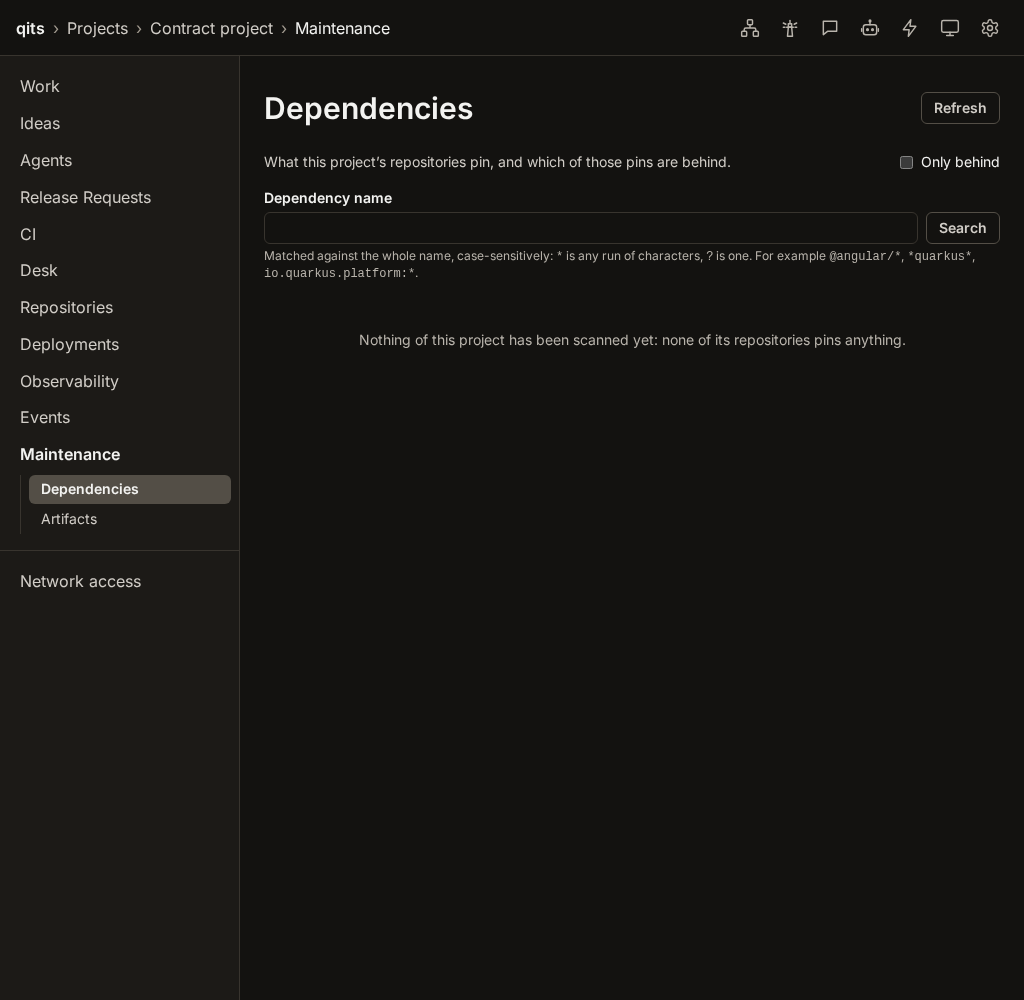 qits › Projects › Contract project › Maintenance
Work
Ideas
Agents
Release Requests
CI
Desk
Repositories
Deployments
Observability
Events
Maintenance
Dependencies
Artifacts
Network access
Dependencies
Refresh
What this project’s repositories pin, and which of those pins are behind.
Only behind
Dependency name
Search
Matched against the whole name, case-sensitively: * is any run of characters, ? is one. For example @angular/*, *quarkus*,
io.quarkus.platform:*.
Nothing of this project has been scanned yet: none of its repositories pins anything.